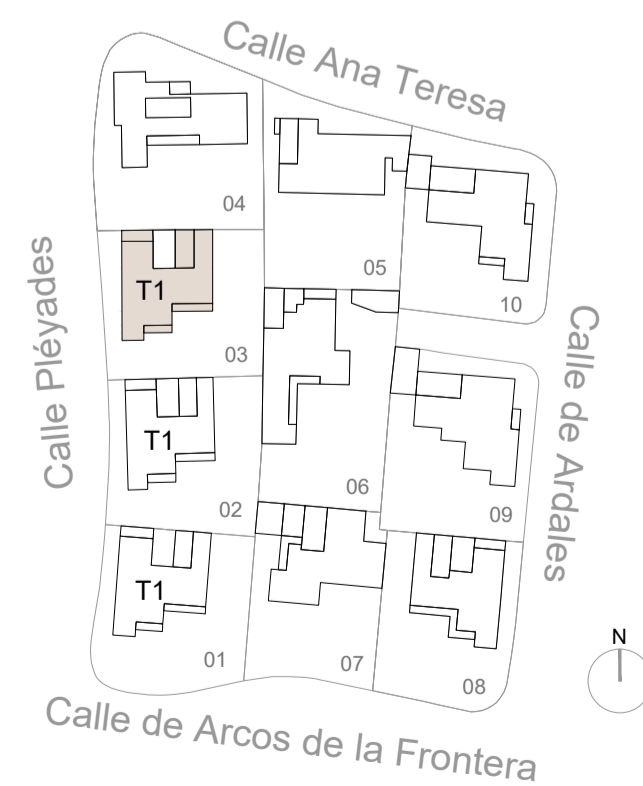 Calle Ana Teresa
04
05
10
Calle Pléyades
T1
03
Calle de Ardales
T1
02
06
09
T1
01
07
08
N
Calle de Arcos de la Frontera